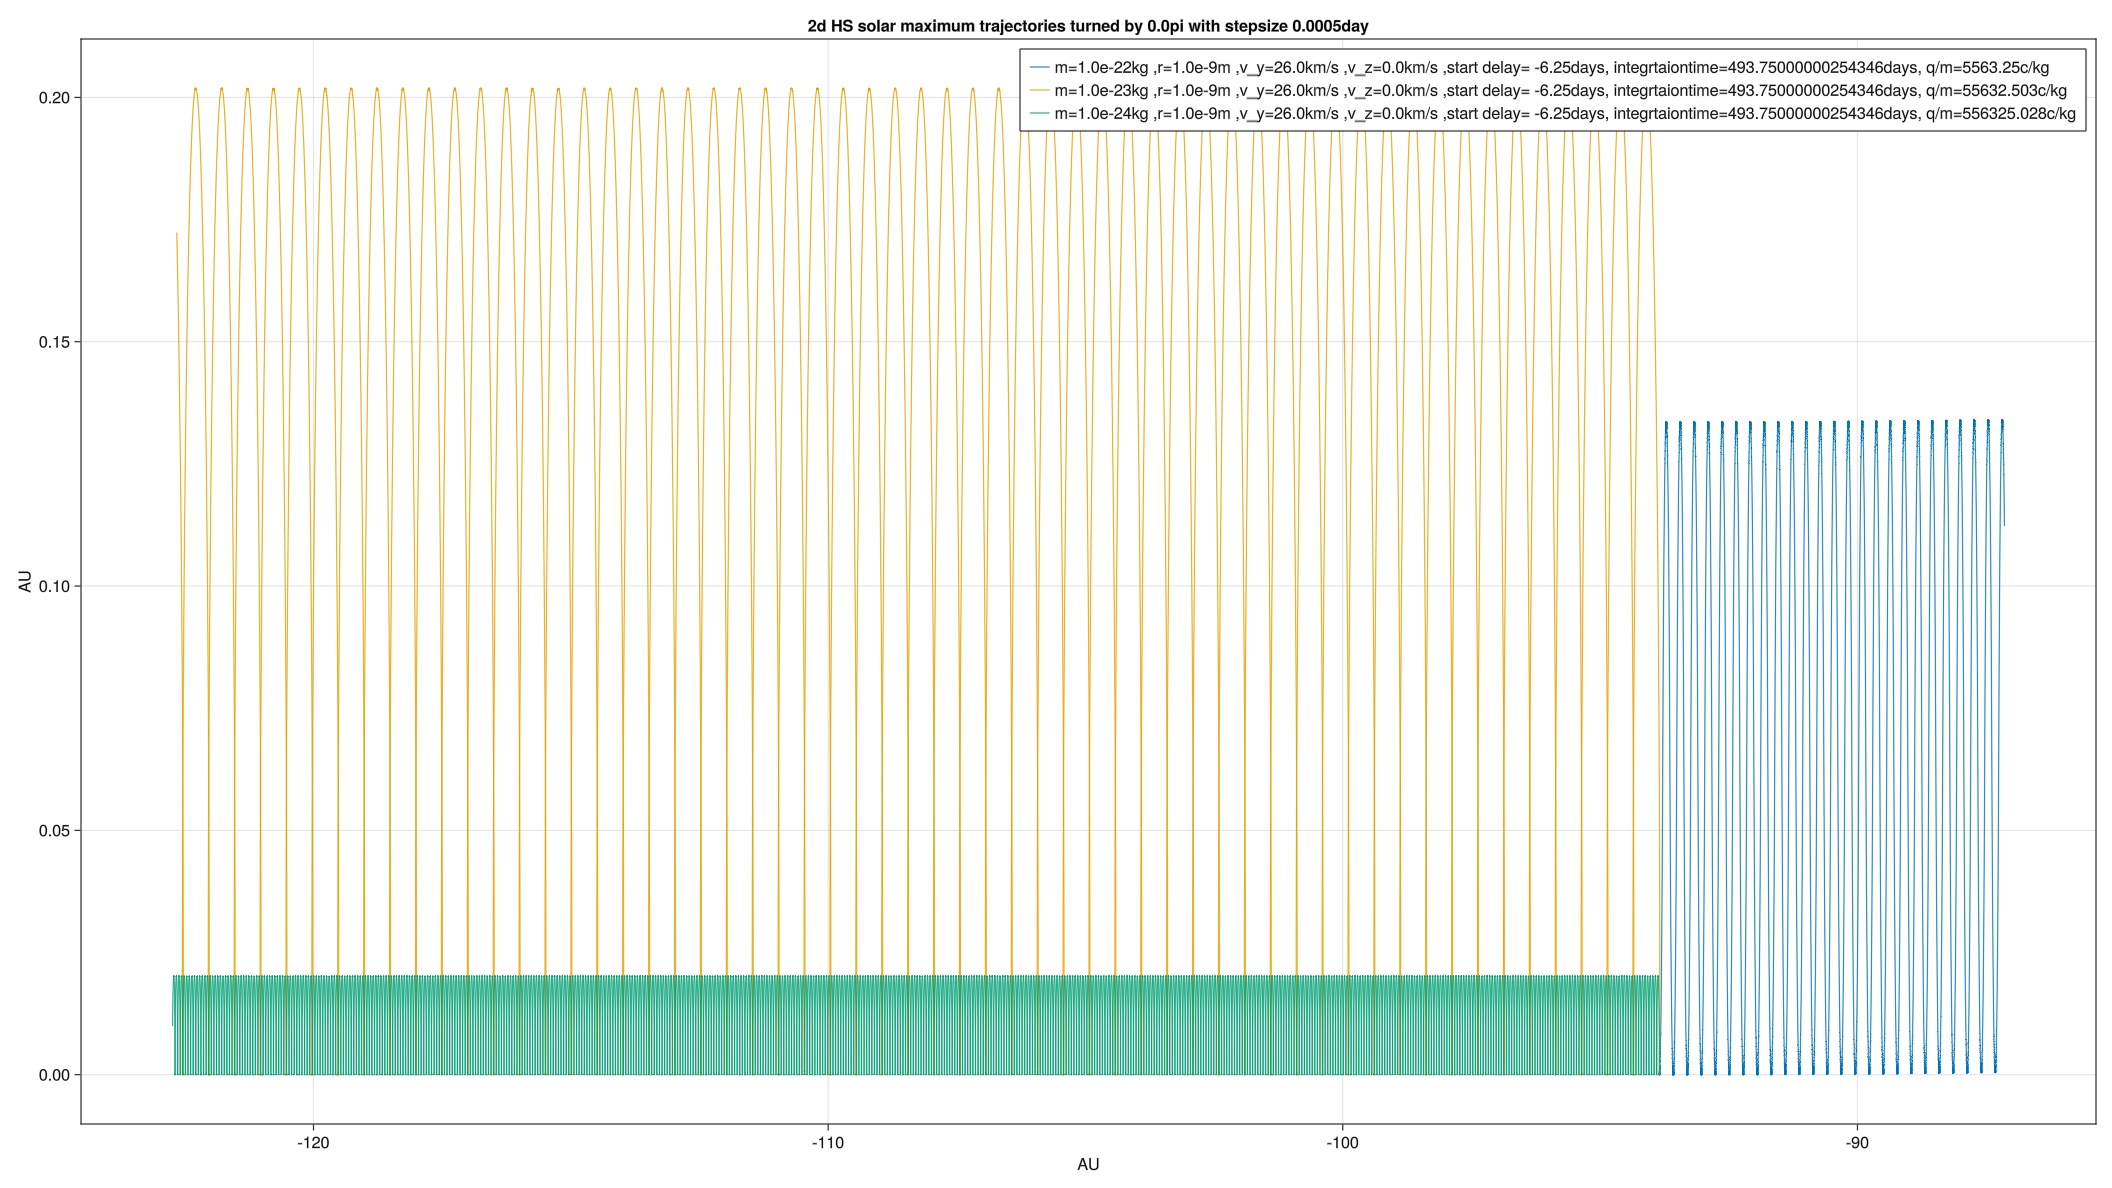 2d HS solar maximum trajectories turned by 0.0pi with stepsize 0.0005day
m=1.0e-22kg ,r=1.0e-9m ,v_y=26.0km/s ,v_z=0.0km/s ,start delay= -6.25days, integrtaiontime=493.75000000254346days, q/m=5563.25c/kg
m=1.0e-23kg ,r=1.0e-9m ,v_y=26.0km/s ,v_z=0.0km/s ,start delay= -6.25days, integrtaiontime=493.75000000254346days, q/m=55632.503c/kg
m=1.0e-24kg ,r=1.0e-9m ,v_y=26.0km/s ,v_z=0.0km/s ,start delay= -6.25days, integrtaiontime=493.75000000254346days, q/m=556325.028c/kg
0.20
0.15
0.10
0.05
0.00
AU
-120
-110
-100
-90
AU